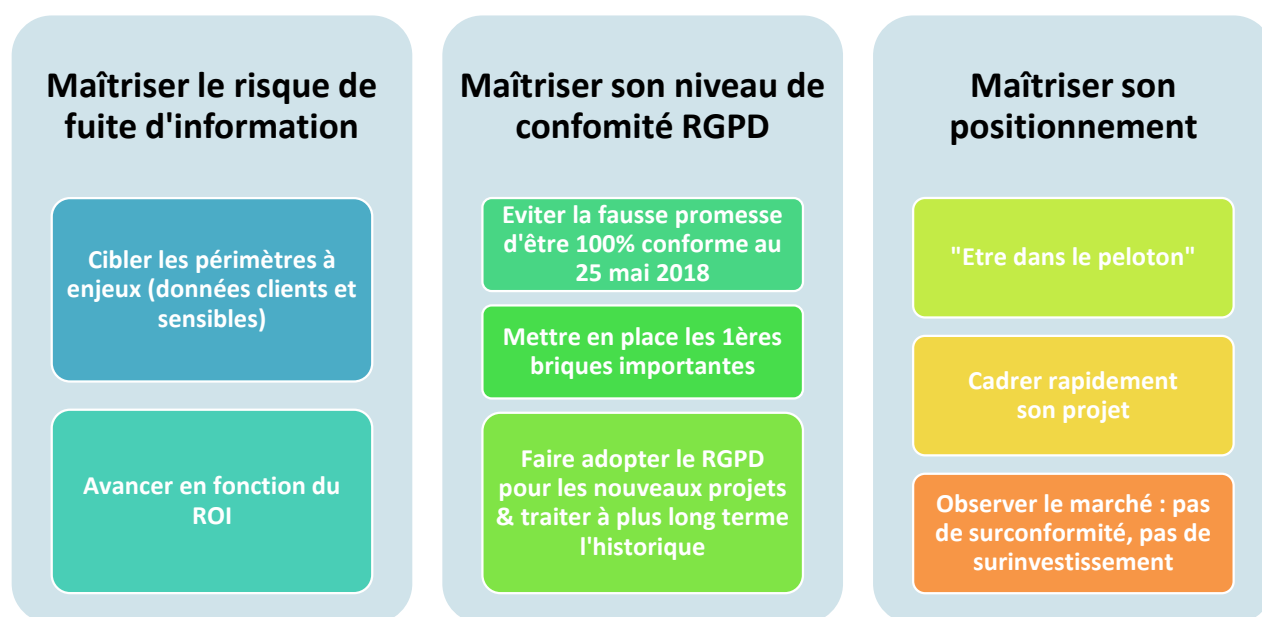 Maîtriser le risque de
fuite d'information
Cibler les périmètres à
enjeux (données clients et
sensibles)
Avancer en fonction du
ROI
Maîtriser son niveau de
confomité RGPD
Eviter la fausse promesse
d'être 100% conforme au
25 mai 2018
Mettre en place les 1ères
briques importantes
Faire adopter le RGPD
pour les nouveaux projets
& traiter à plus long terme
l'historique
Maîtriser son
positionnement
"Etre dans le peloton"
Cadrer rapidement
son projet
Observer le marché : pas
de surconformité, pas de
surinvestissement